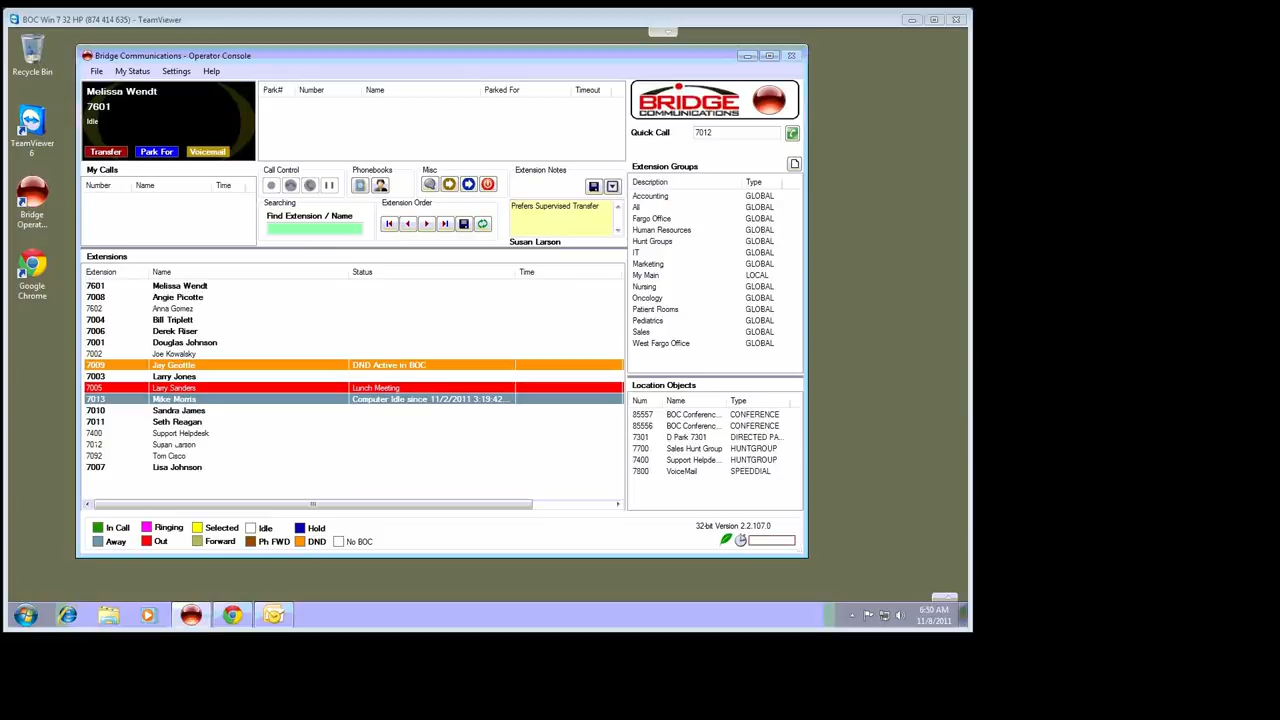 BOC Win 7 32 HP (874 414 635) - TeamViewer
Recycle Bin
TeamViewer
6
Bridge
Operat...
Google
Chrome
Bridge Communications - Operator Console
File My Status Settings Help
Melissa Wendt
7601
Idle
Transfer Park For Voicemail
Park# Number Name Parked For Timeout
BRIDGE
COMMUNICATIONS
Quick Call 7012
My Calls
Number Name Time
Call Control Phonebooks Misc Extension Notes
Searching Extension Order
Find Extension / Name
Prefers Supervised Transfer
Susan Larson
Extensions
Extension Name Status Time
7601 Melissa Wendt
7008 Angie Picotte
7602 Anna Gomez
7004 Bill Triplett
7006 Derek Riser
7001 Douglas Johnson
7002 Joe Kowalsky
7009 Jay Geottle DND Active in BOC
7003 Larry Jones
7005 Larry Sanders Lunch Meeting
7013 Mike Morris Computer Idle since 11/2/2011 3:19:42...
7010 Sandra James
7011 Seth Reagan
7400 Support Helpdesk
7012 Susan Larson
7092 Tom Cisco
7007 Lisa Johnson
In Call Ringing Selected Idle Hold
Away Out Forward Ph FWD DND No BOC
Extension Groups
Description Type
Accounting GLOBAL
All GLOBAL
Fargo Office GLOBAL
Human Resources GLOBAL
Hunt Groups GLOBAL
IT GLOBAL
Marketing GLOBAL
My Main LOCAL
Nursing GLOBAL
Oncology GLOBAL
Patient Rooms GLOBAL
Pediatrics GLOBAL
Sales GLOBAL
West Fargo Office GLOBAL
Location Objects
Num Name Type
85557 BOC Conferenc... CONFERENCE
85556 BOC Conferenc... CONFERENCE
7301 D Park 7301 DIRECTED PA...
7700 Sales Hunt Group HUNTGROUP
7400 Support Helpde... HUNTGROUP
7800 VoiceMail SPEEDDIAL
32-bit Version 2.2.107.0
6:50 AM
11/8/2011